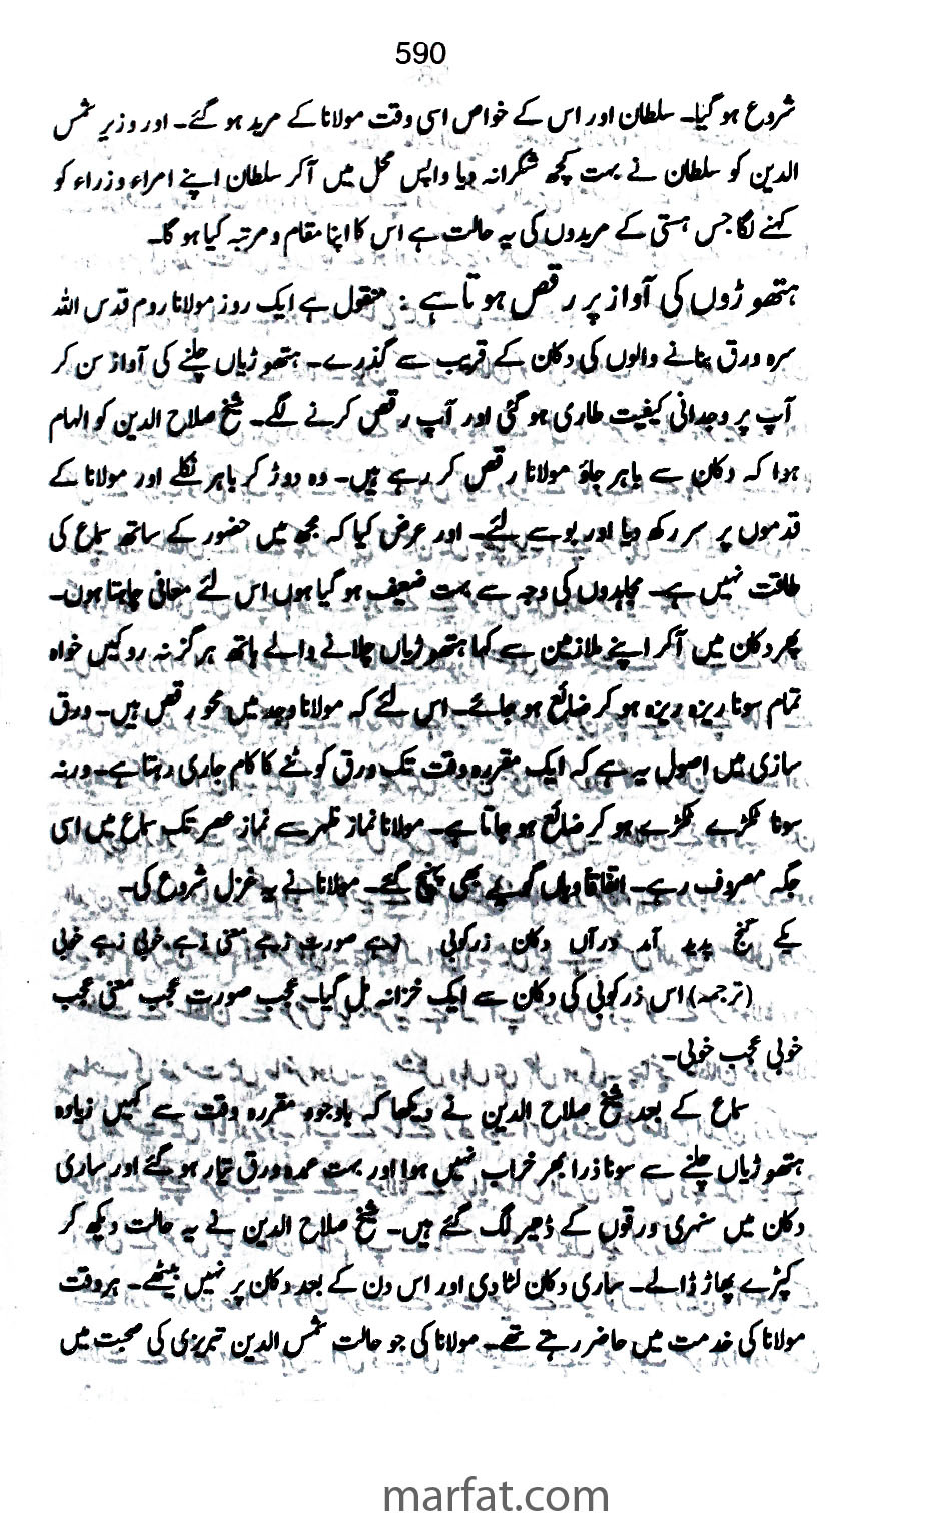 590
شروع ہو گیا۔ سلطان اور اس کے خواص اسی وقت مولانا کے مرید ہو گئے۔ اور وزیر شمس
الدین کو سلطان نے بہت کچھ شکرانہ دیا واپس محل میں آکر سلطان اپنے امراء و زراء کو
کہنے لگا جس ہستی کے مریدوں کی یہ حالت ہے اس کا اپنا مقام و مرتبہ کیا ہو گا۔
ہتھوڑوں کی آواز پر رقص ہوتا ہے : منقول ہے ایک روز مولانا روم قدس اللہ
سرہ ورق بنانے والوں کی دکان کے قریب سے گذرے۔ ہتھوڑیاں چلنے کی آواز سن کر
آپ پر وجدانی کیفیت طاری ہو گئی اور آپ رقص کرنے لگے۔ شیخ صلاح الدین کو الہام
ہوا کہ دکان سے باہر جاؤ مولانا رقص کر رہے ہیں۔ وہ دوڑ کر باہر نکلے اور مولانا کے
قدموں پر سر رکھ دیا اور بوسے لئے۔ اور عرض کیا کہ مجھ میں حضور کے ساتھ سماع کی
طاقت نہیں ہے۔ مجاہدوں کی وجہ سے بہت ضعیف ہو گیا ہوں اس لئے معافی چاہتا ہوں۔
پھر دکان میں آکر اپنے ملازمین سے کہا ہتھوڑیاں چلانے والے ہاتھ ہرگز نہ روکیں خواہ
تمام سونا ریزہ ریزہ ہو کر ضائع ہو جائے۔ اس لئے کہ مولانا وجد میں محو رقص ہیں۔ ورق
سازی میں اصول یہ ہے کہ ایک مقررہ وقت تک ورق کوٹنے کا کام جاری رہتا ہے۔ ورنہ
سونا ٹکڑے ٹکڑے ہو کر ضائع ہو جاتا ہے۔ مولانا نماز ظہر سے نماز عصر تک سماع میں اسی
جگہ مصروف رہے۔ اتفاقاً وہاں گویے بھی پہنچ گئے۔ مولانا نے یہ غزل شروع کی۔
یکے گنج پدید آمد درآں دکان زرکوبی زہے صورت زہے معنی زہے خوبی زہے خوبی
(ترجمہ) اس زرکوبی کی دکان سے ایک خزانہ مل گیا۔ عجب صورت عجب معنی عجب
خوبی عجب خوبی۔
سماع کے بعد شیخ صلاح الدین نے دیکھا کہ باوجود مقررہ وقت سے کہیں زیادہ
ہتھوڑیاں چلنے سے سونا ذرا بھر خراب نہیں ہوا اور بہت عمدہ ورق تیار ہو گئے اور ساری
دکان میں سنہری ورقوں کے ڈھیر لگ گئے ہیں۔ شیخ صلاح الدین نے یہ حالت دیکھ کر
کپڑے پھاڑ ڈالے۔ ساری دکان لٹا دی اور اس دن کے بعد دکان پر نہیں بیٹھے۔ ہر وقت
مولانا کی خدمت میں حاضر رہتے تھے۔ مولانا کی جو حالت شمس الدین تبریزی کی صحبت میں
marfat.com